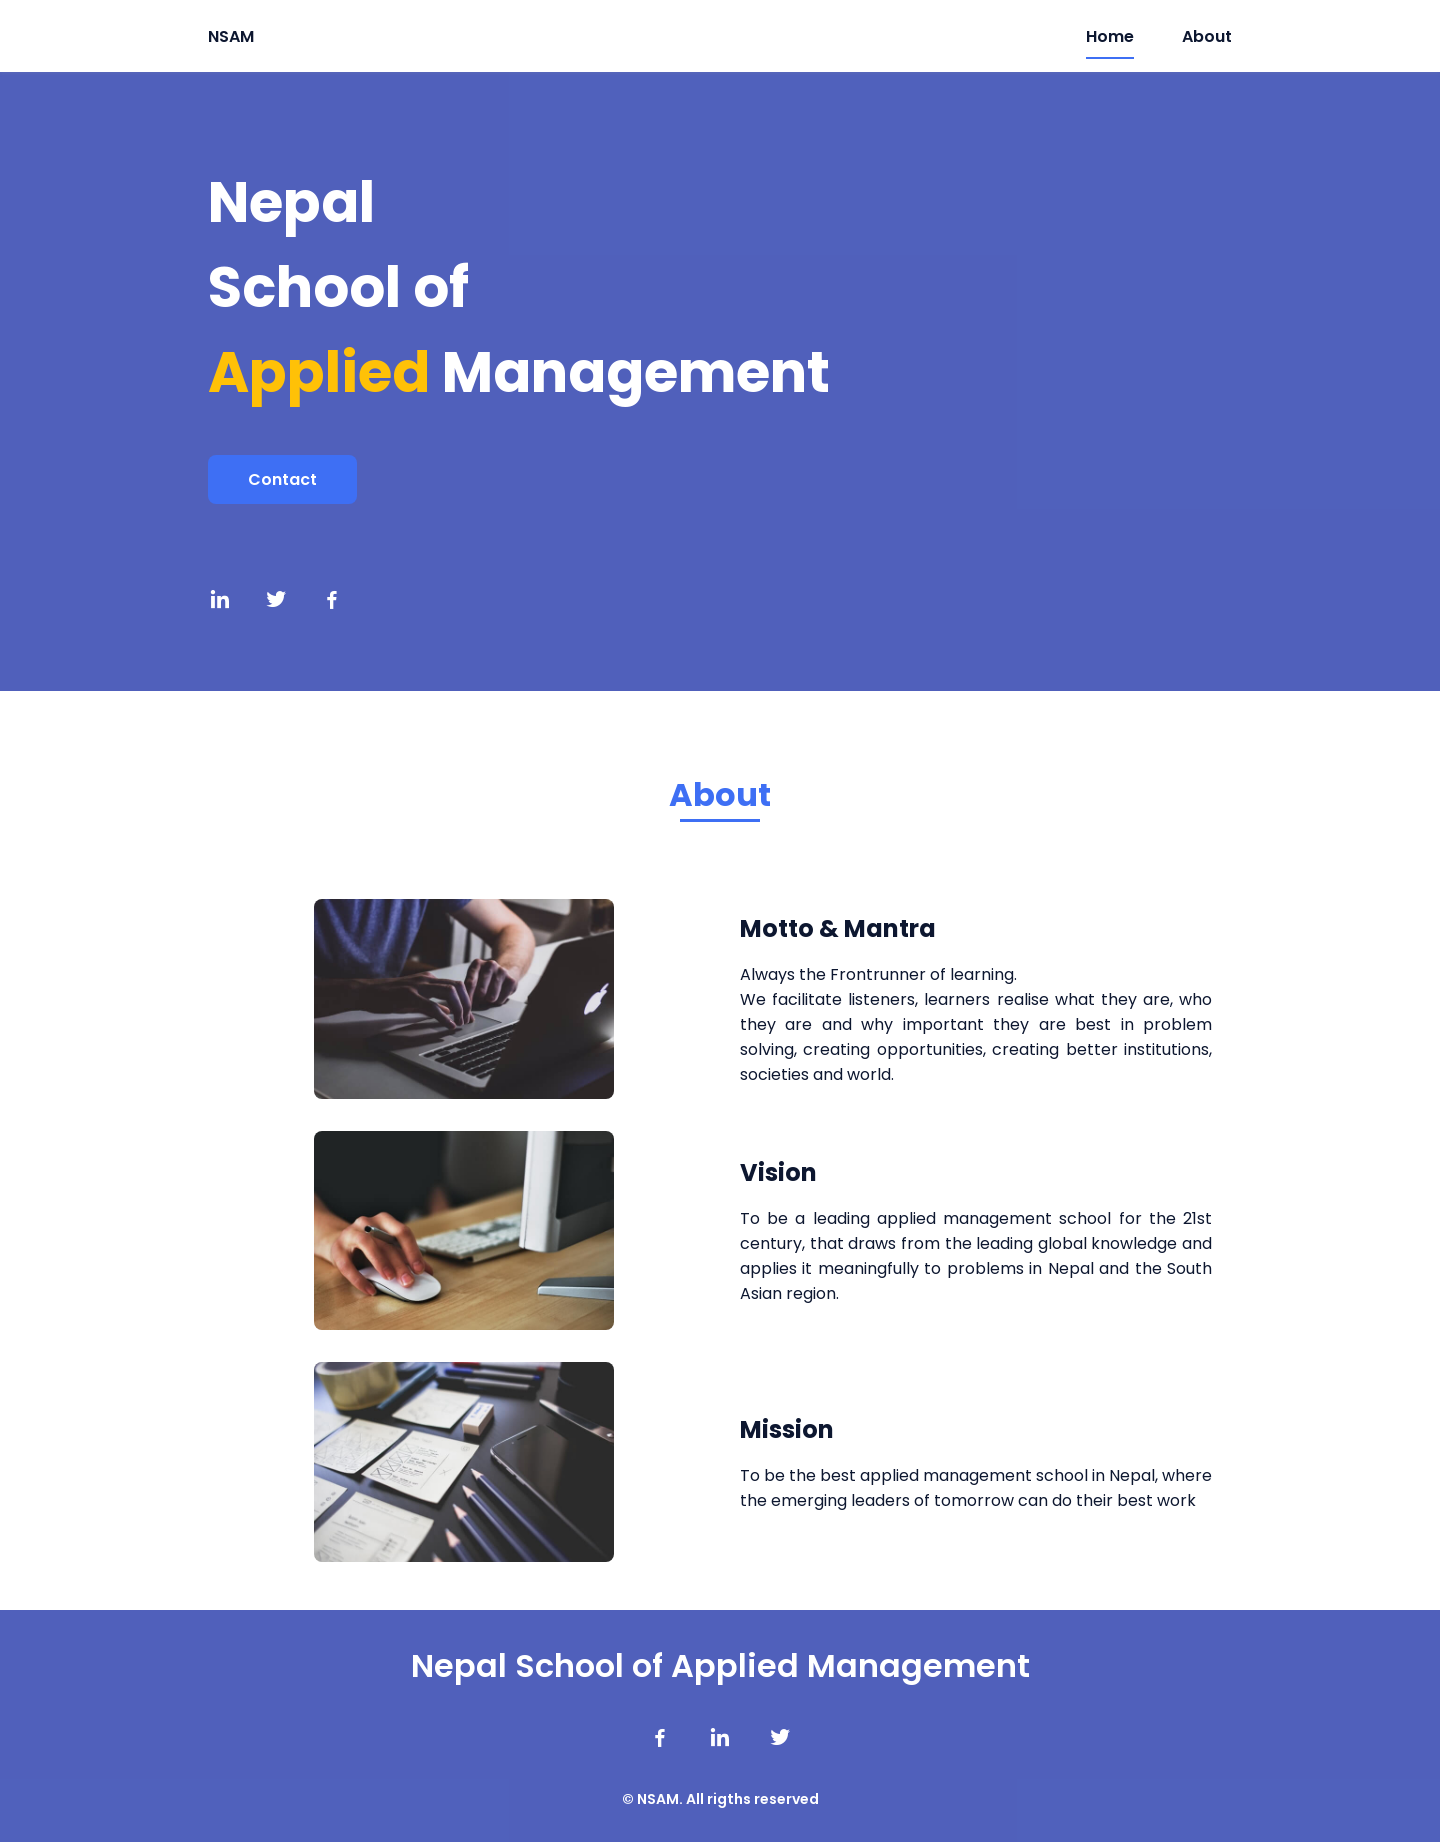 NSAM
Home
About
Nepal
School of
Applied Management
Contact
About
Motto & Mantra
Always the Frontrunner of learning.
We facilitate listeners, learners realise what they are, who
they are and why important they are best in problem
solving, creating opportunities, creating better institutions,
societies and world.
Vision
To be a leading applied management school for the 21st
century, that draws from the leading global knowledge and
applies it meaningfully to problems in Nepal and the South
Asian region.
Mission
To be the best applied management school in Nepal, where
the emerging leaders of tomorrow can do their best work
Nepal School of Applied Management
© NSAM. All rigths reserved